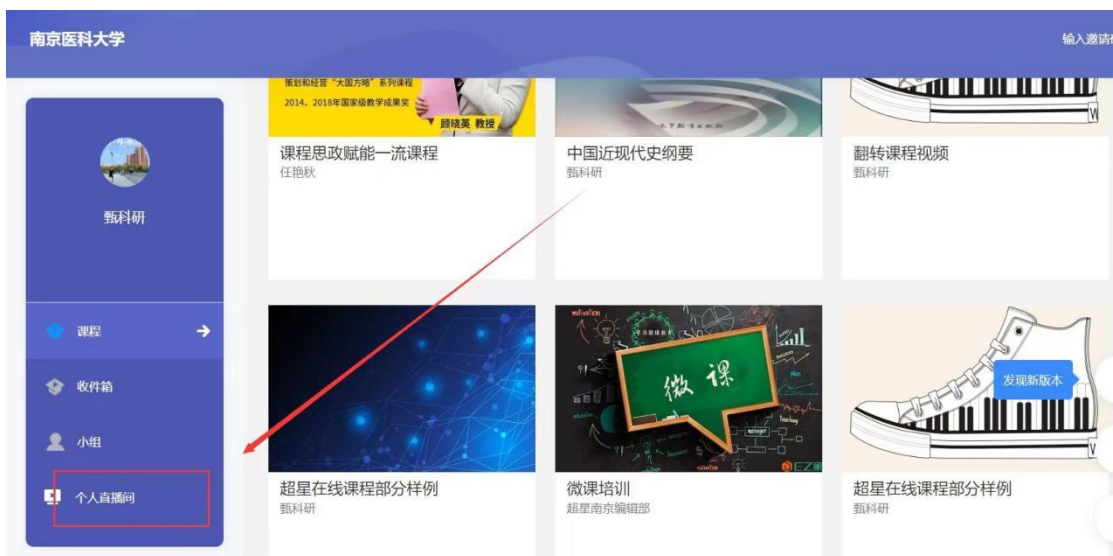 南京医科大学
输入邀请
策划和经营“大国方略”系列课程
2014、2018年国家级教学成果奖
顾晓英 教授
课程思政赋能一流课程
任艳秋
中国近现代史纲要
甄科研
翻转课程视频
甄科研
甄科研
课程
收件箱
小组
个人直播间
motivation
微课
teaching
manager
发现新版本
超星在线课程部分样例
甄科研
微课培训
超星南京编辑部
超星在线课程部分样例
甄科研